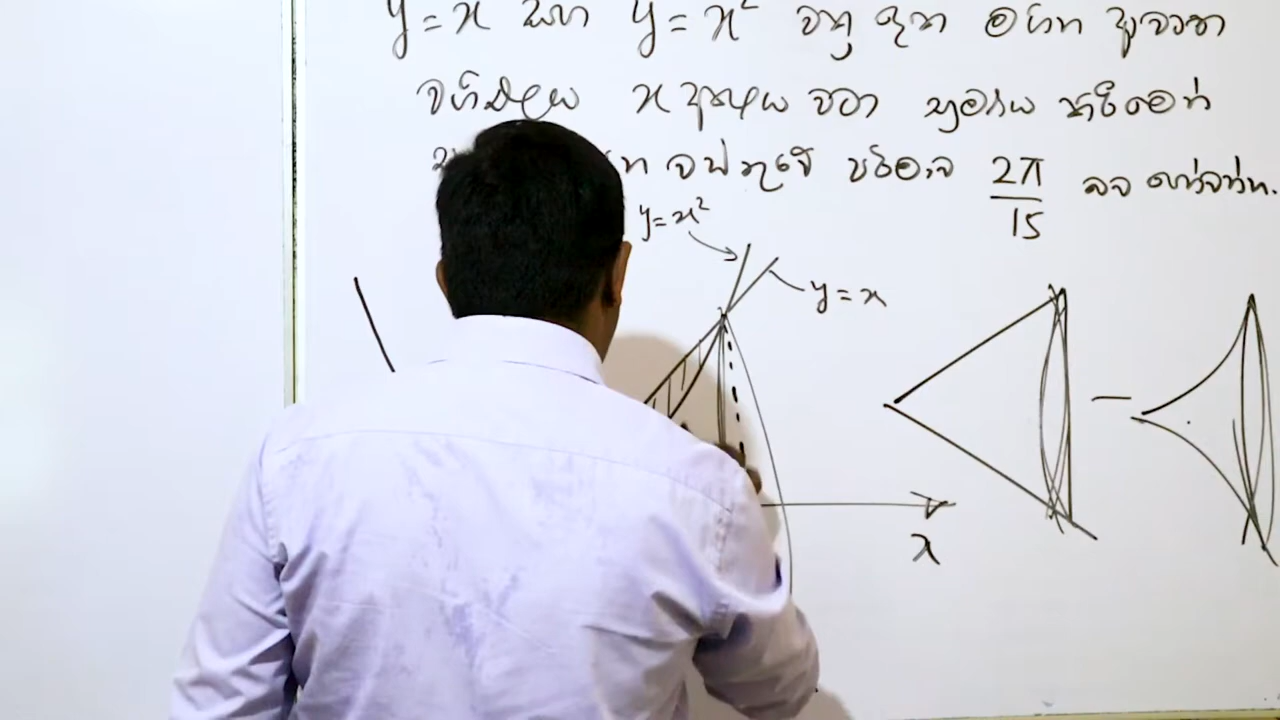 y = x සහ y = x² වක්‍ර දෙක මගින් ආවෘත
x අක්ෂය වටා භ්‍රමණය කිරීමෙන්
පරිමාව 2π/15 බව පෙන්වන්න.
y = x²
y = x
x